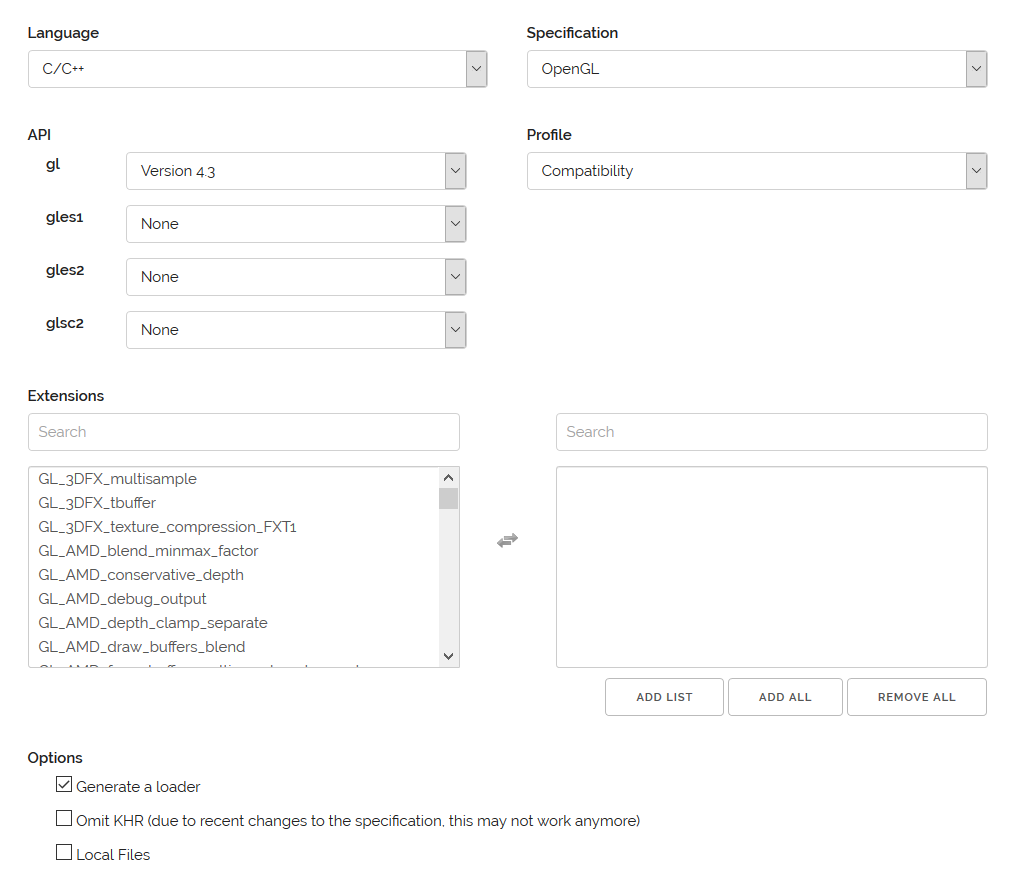 Language
Specification
C/C++
OpenGL
API
Profile
gl
Version 4.3
Compatibility
gles1
None
gles2
None
glsc2
None
Extensions
Search
Search
GL_3DFX_multisample
GL_3DFX_tbuffer
GL_3DFX_texture_compression_FXT1
GL_AMD_blend_minmax_factor
GL_AMD_conservative_depth
GL_AMD_debug_output
GL_AMD_depth_clamp_separate
GL_AMD_draw_buffers_blend
ADD LIST
ADD ALL
REMOVE ALL
Options
Generate a loader
Omit KHR (due to recent changes to the specification, this may not work anymore)
Local Files